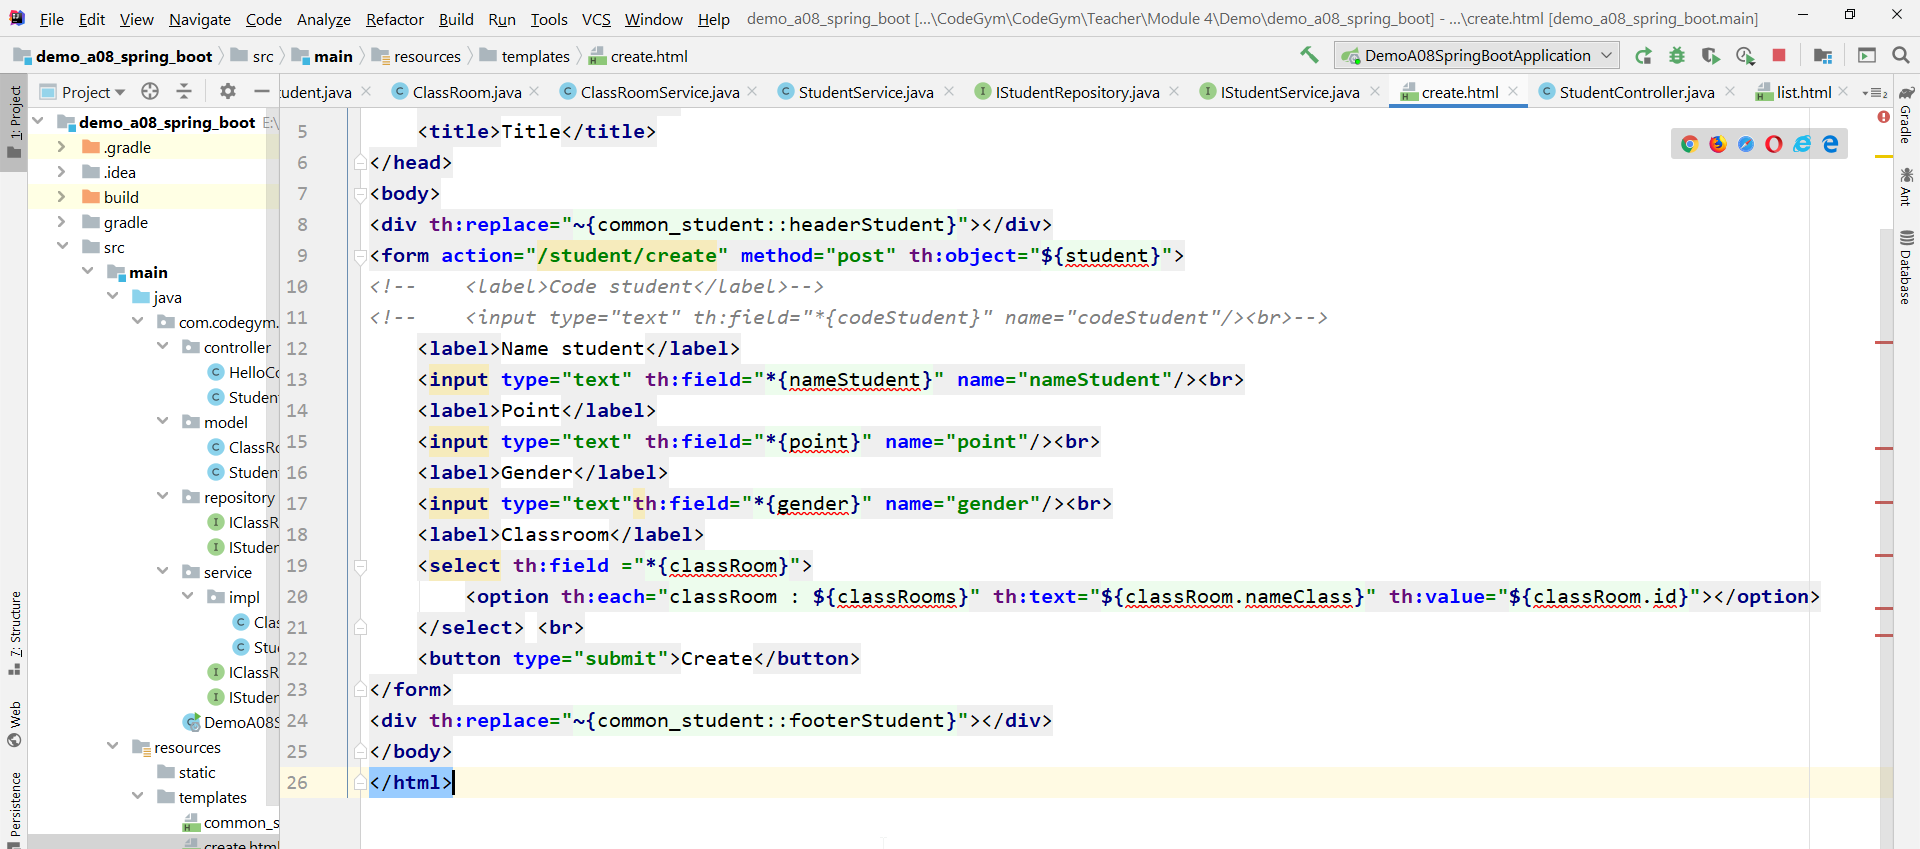 File Edit View Navigate Code Analyze Refactor Build Run Tools VCS Window Help demo_a08_spring_boot [...\CodeGym\CodeGym\Teacher\Module 4\Demo\demo_a08_spring_boot] - ...\create.html [demo_a08_spring_boot.main]
demo_a08_spring_boot src main resources templates create.html DemoA08SpringBootApplication
Project tudent.java ClassRoom.java ClassRoomService.java StudentService.java IStudentRepository.java IStudentService.java create.html StudentController.java list.html
1: Project
7: Structure
Web
Persistence
demo_a08_spring_boot E:\
.gradle
.idea
build
gradle
src
main
java
com.codegym.
controller
HelloCo
Studen
model
ClassRo
Student
repository
IClassR
IStuden
service
impl
Clas
Stu
IClassR
IStuden
DemoA08S
resources
static
templates
common_s
create.html
5 <title>Title</title>
6 </head>
7 <body>
8 <div th:replace="~{common_student::headerStudent}"></div>
9 <form action="/student/create" method="post" th:object="${student}">
10 <!-- <label>Code student</label>-->
11 <!-- <input type="text" th:field="*{codeStudent}" name="codeStudent"/><br>-->
12 <label>Name student</label>
13 <input type="text" th:field="*{nameStudent}" name="nameStudent"/><br>
14 <label>Point</label>
15 <input type="text" th:field="*{point}" name="point"/><br>
16 <label>Gender</label>
17 <input type="text"th:field="*{gender}" name="gender"/><br>
18 <label>Classroom</label>
19 <select th:field ="*{classRoom}">
20 <option th:each="classRoom : ${classRooms}" th:text="${classRoom.nameClass}" th:value="${classRoom.id}"></option>
21 </select> <br>
22 <button type="submit">Create</button>
23 </form>
24 <div th:replace="~{common_student::footerStudent}"></div>
25 </body>
26 </html>
Gradle
Ant
Database